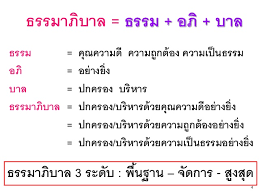 ธรรมาภิบาล = ธรรม + อภิ + บาล
ธรรม = คุณความดี ความถูกต้อง ความเป็นธรรม
อภิ = อย่างยิ่ง
บาล = ปกครอง บริหาร
ธรรมาภิบาล = ปกครอง/บริหารด้วยคุณความดีอย่างยิ่ง
= ปกครอง/บริหารด้วยความถูกต้องอย่างยิ่ง
= ปกครอง/บริหารด้วยความเป็นธรรมอย่างยิ่ง
ธรรมาภิบาล 3 ระดับ : พื้นฐาน – จัดการ - สูงสุด